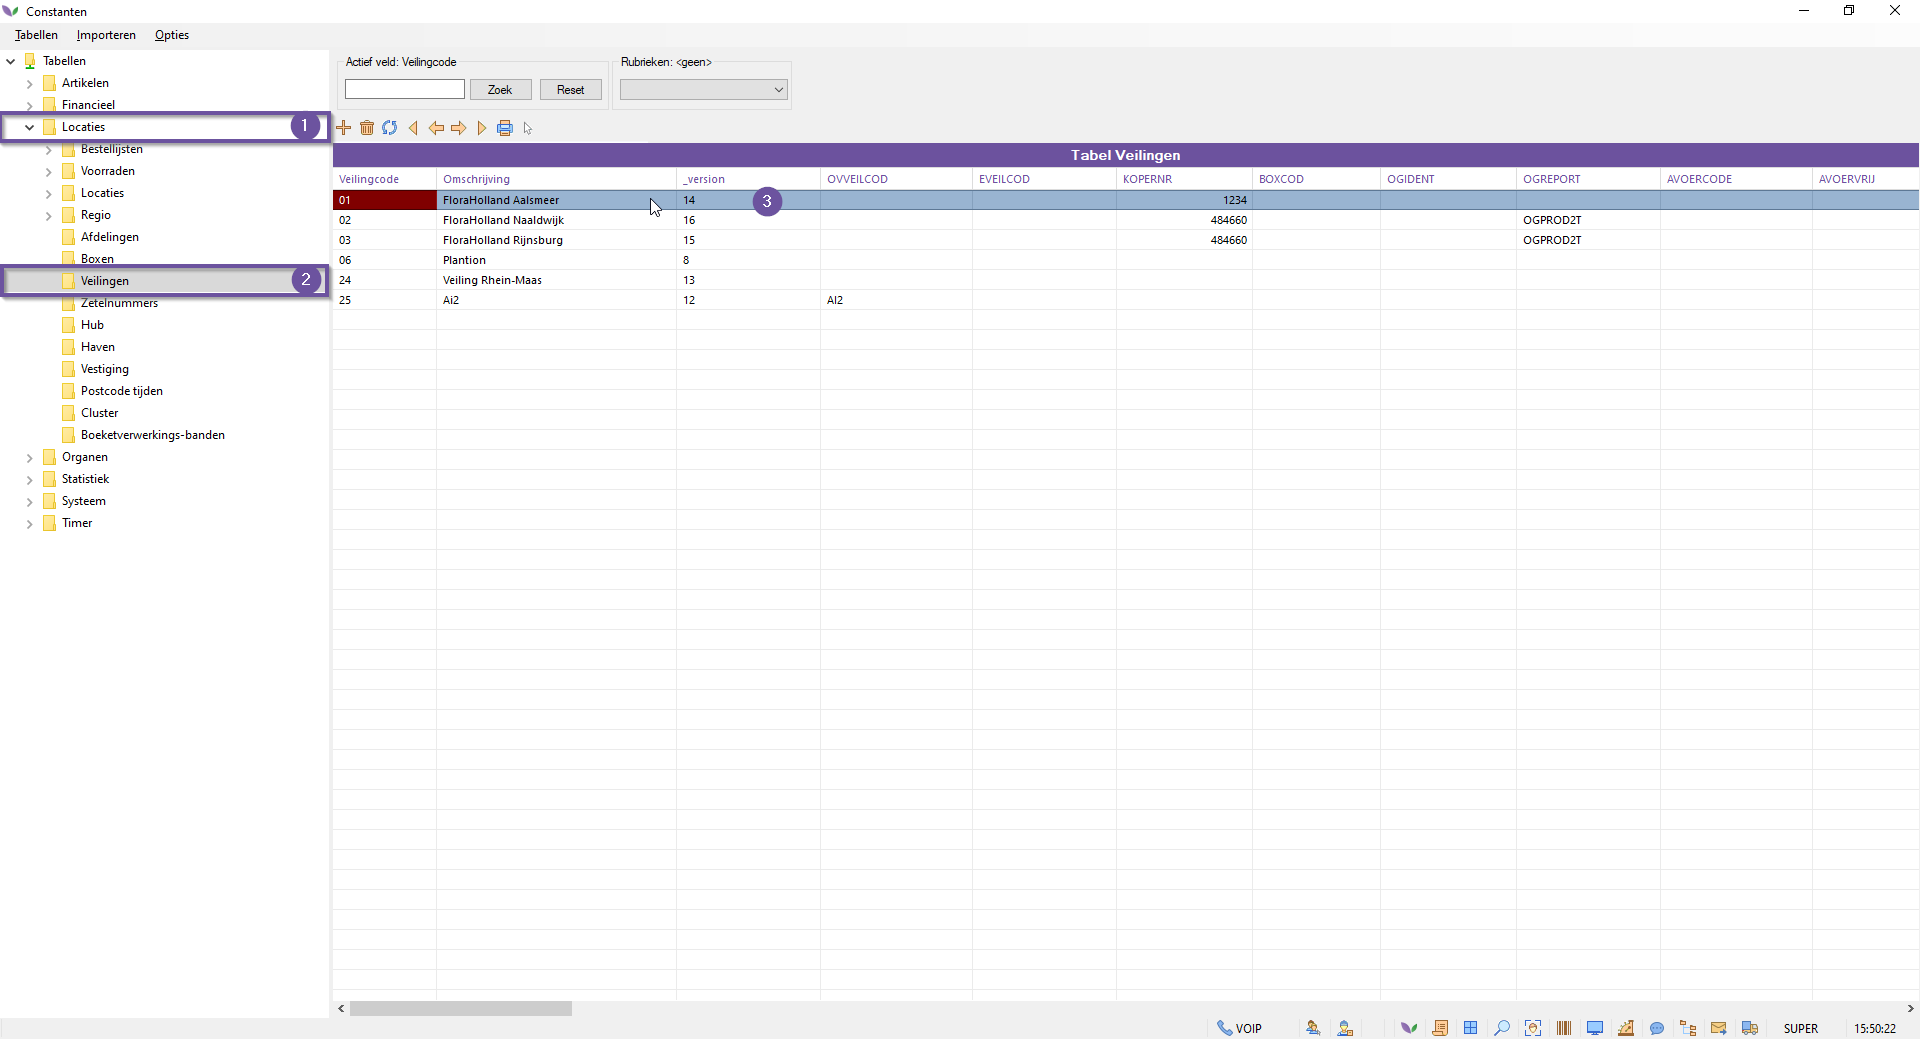 Constanten
Tabellen Importeren Opties
Tabellen
Artikelen
Financieel
Locaties 1
Bestellijsten
Voorraden
Locaties
Regio
Afdelingen
Boxen
Veilingen 2
Zetelnummers
Hub
Haven
Vestiging
Postcode tijden
Cluster
Boeketverwerkings-banden
Organen
Statistiek
Systeem
Timer
Actief veld: Veilingcode Rubrieken: <geen>
Zoek Reset
Tabel Veilingen
Veilingcode Omschrijving _version OVVEILCOD EVEILCOD KOPERNR BOXCOD OGIDENT OGREPORT AVOERCODE AVOERVRIJ
01 FloraHolland Aalsmeer 14 3 1234
02 FloraHolland Naaldwijk 16 484660 OGPROD2T
03 FloraHolland Rijnsburg 15 484660 OGPROD2T
06 Plantion 8
24 Veiling Rhein-Maas 13
25 Ai2 12 AI2
VOIP SUPER 15:50:22